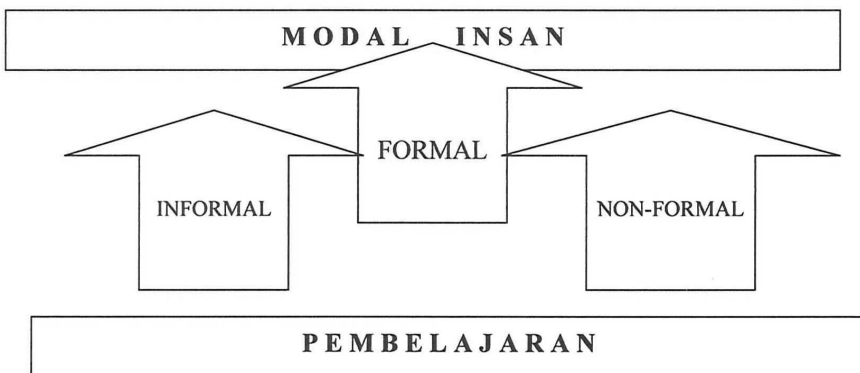 MODAL INSAN
FORMAL
INFORMAL
NON-FORMAL
PEMBELAJARAN